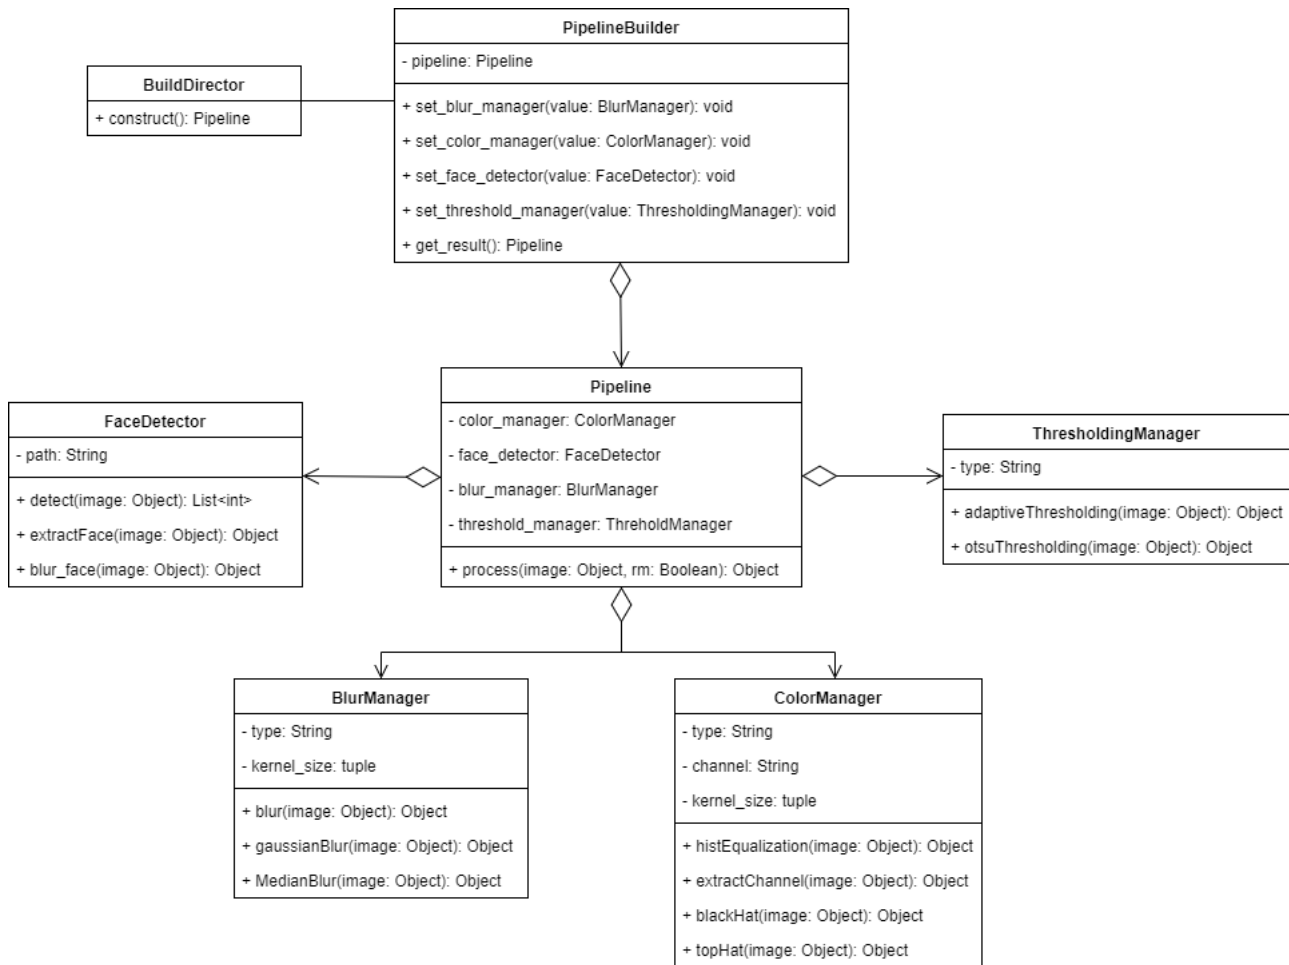 PipelineBuilder
- pipeline: Pipeline
+ set_blur_manager(value: BlurManager): void
+ set_color_manager(value: ColorManager): void
+ set_face_detector(value: FaceDetector): void
+ set_threshold_manager(value: ThresholdingManager): void
+ get_result(): Pipeline
BuildDirector
+ construct(): Pipeline
Pipeline
- color_manager: ColorManager
- face_detector: FaceDetector
- blur_manager: BlurManager
- threshold_manager: ThreholdManager
+ process(image: Object, rm: Boolean): Object
FaceDetector
- path: String
+ detect(image: Object): List<int>
+ extractFace(image: Object): Object
+ blur_face(image: Object): Object
ThresholdingManager
- type: String
+ adaptiveThresholding(image: Object): Object
+ otsuThresholding(image: Object): Object
BlurManager
- type: String
- kernel_size: tuple
+ blur(image: Object): Object
+ gaussianBlur(image: Object): Object
+ MedianBlur(image: Object): Object
ColorManager
- type: String
- channel: String
- kernel_size: tuple
+ histEqualization(image: Object): Object
+ extractChannel(image: Object): Object
+ blackHat(image: Object): Object
+ topHat(image: Object): Object